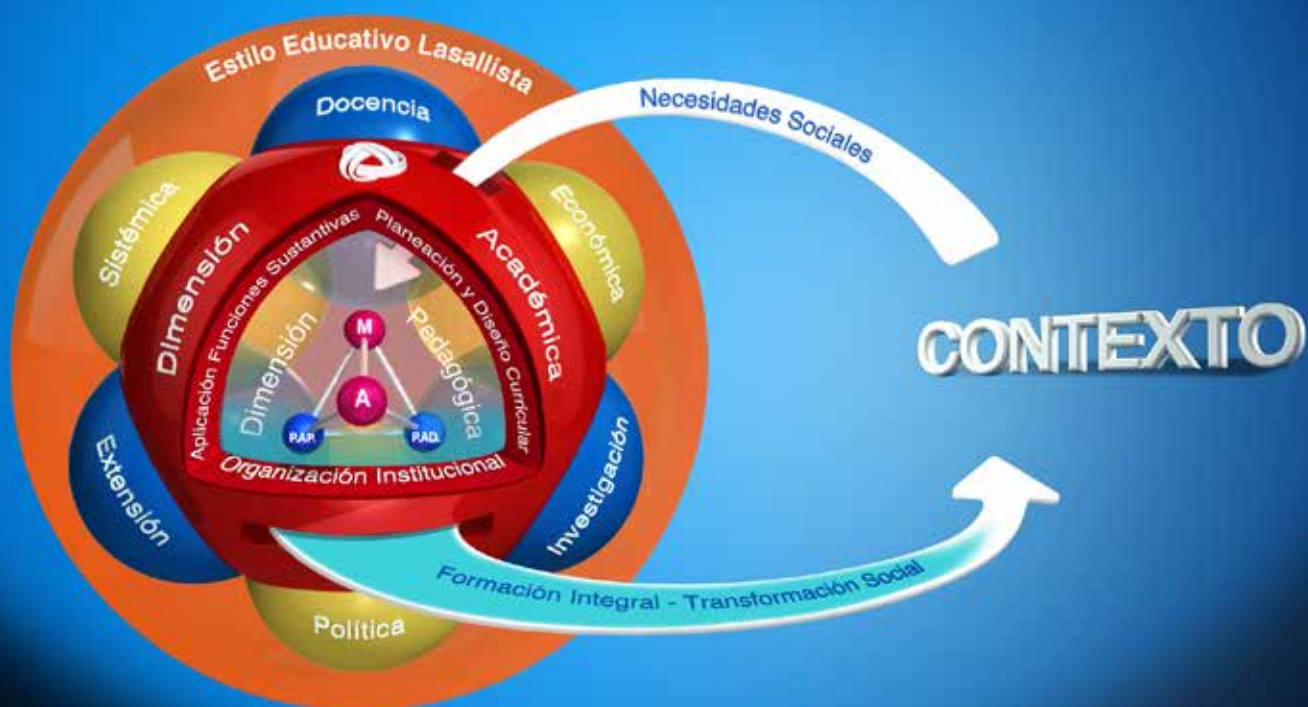 Estilo Educativo Lasallista
Docencia
Necesidades Sociales
Sistémica
Económica
Dimensión Académica
Aplicación Funciones Sustantivas
Planeación y Diseño Curricular
Dimensión Pedagógica
M
A
P.A.P.
P.A.D.
Organización Institucional
CONTEXTO
Extensión
Investigación
Formación Integral - Transformación Social
Política